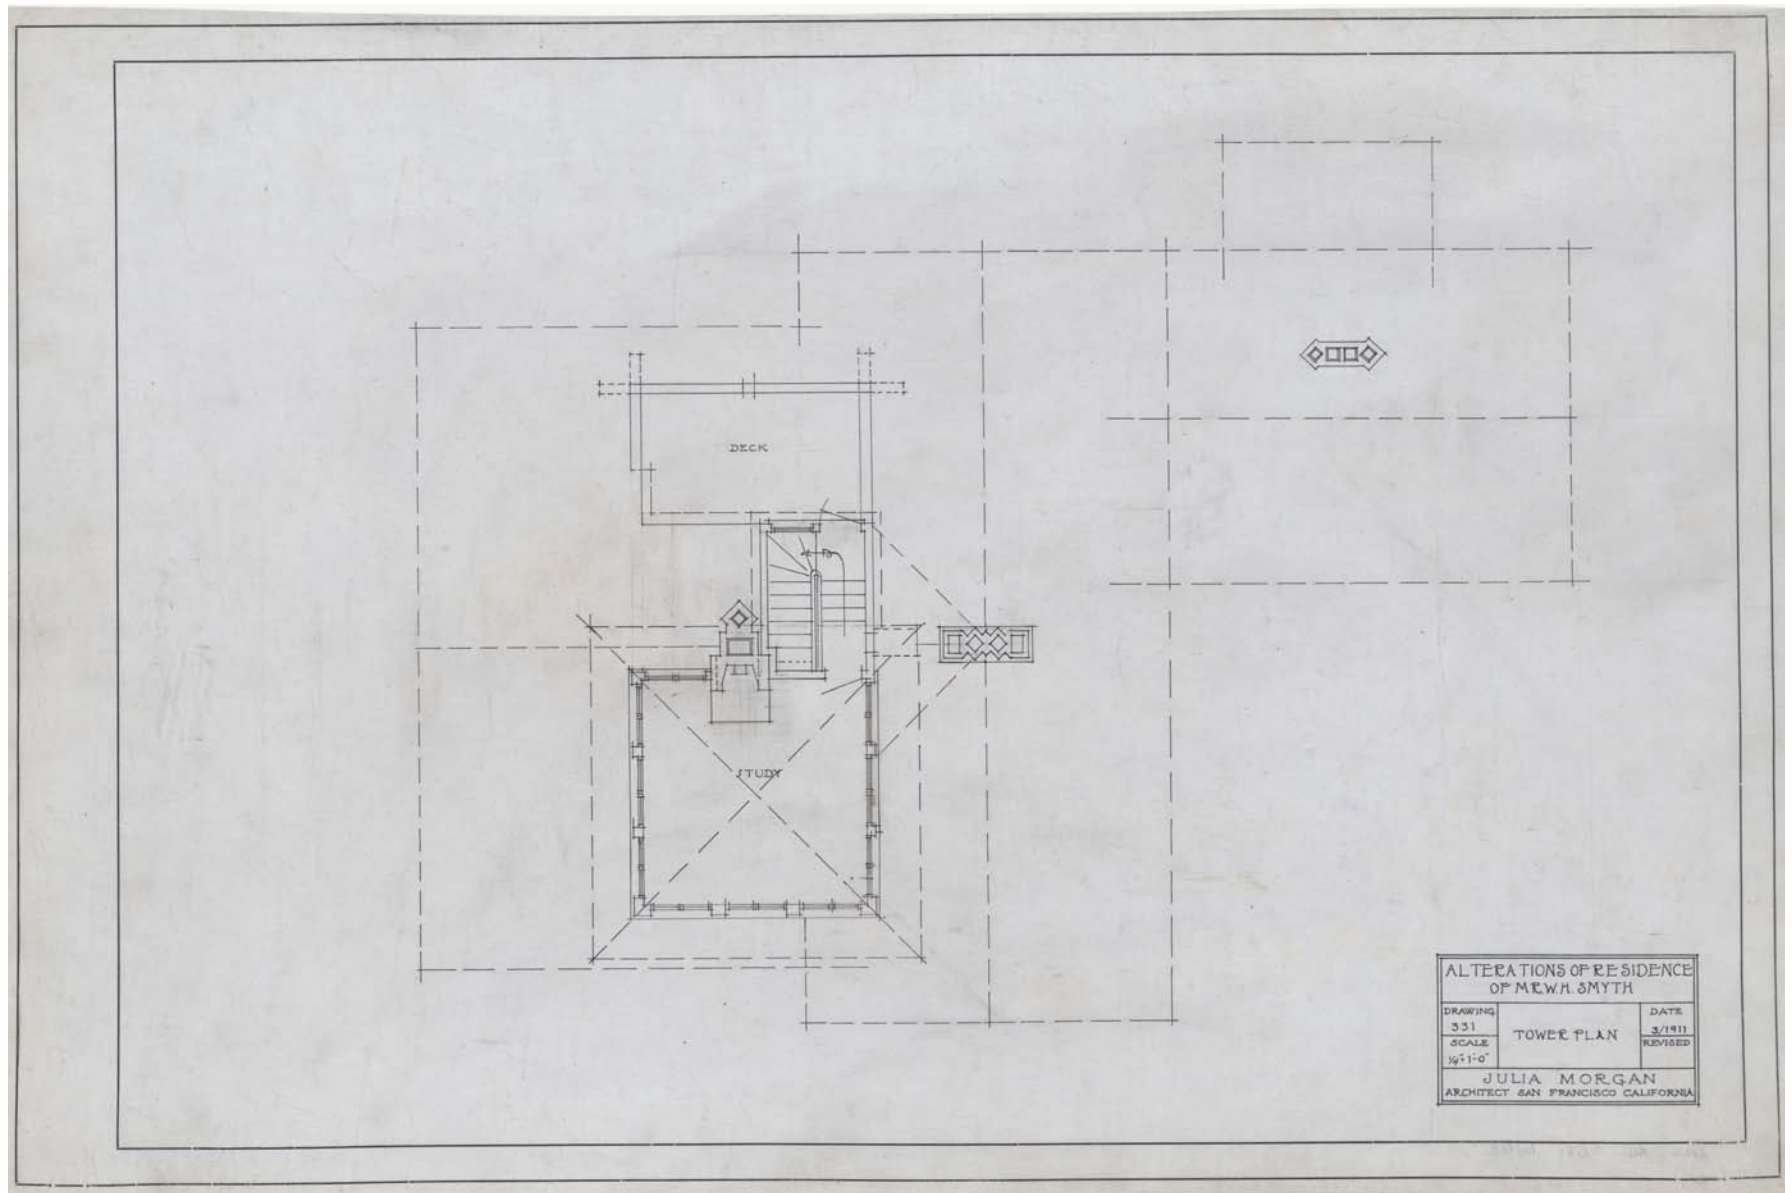 DECK
STUDY
ALTERATIONS OF RESIDENCE
OF MR. W. H. SMYTH
DRAWING
331
SCALE
1/4"=1'-0"
TOWER PLAN
DATE
3/1911
REVISED
JULIA MORGAN
ARCHITECT SAN FRANCISCO CALIFORNIA